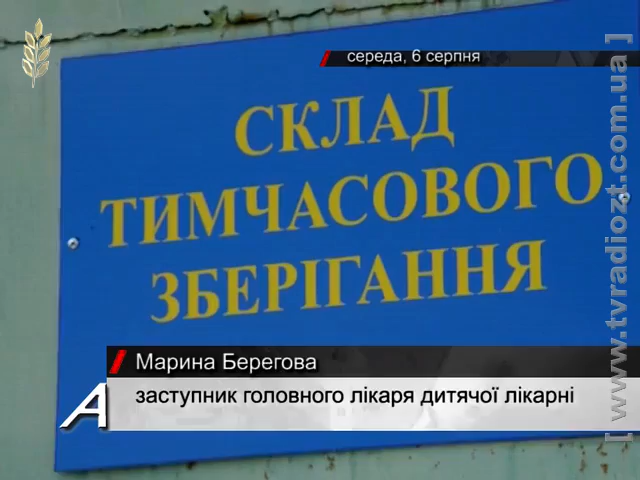 середа, 6 серпня
СКЛАД
ТИМЧАСОВОГО
ЗБЕРІГАННЯ
Марина Берегова
заступник головного лікаря дитячої лікарні
А
[ www.tvradiozt.com.ua ]